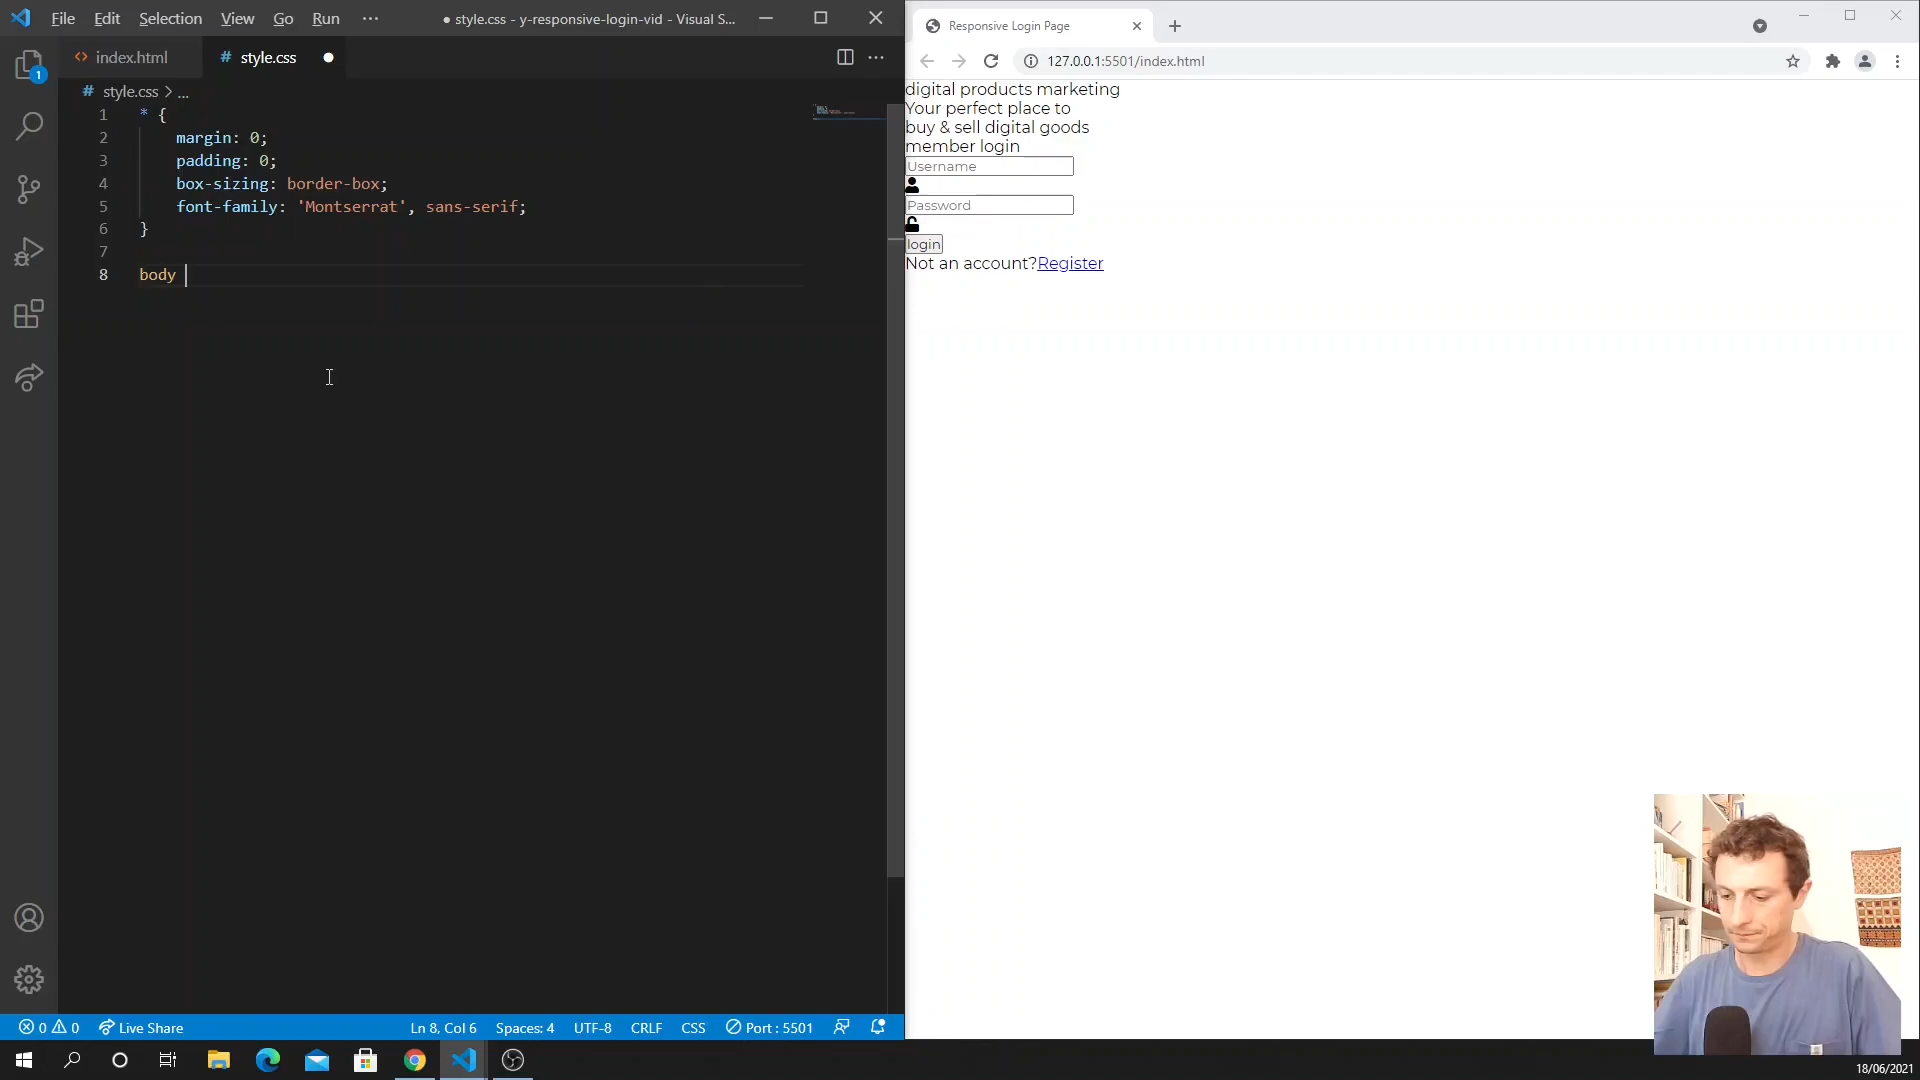 File Edit Selection View Go Run ··· ● style.css - y-responsive-login-vid - Visual S...
index.html # style.css ●
# style.css > ...
1 * {
2 margin: 0;
3 padding: 0;
4 box-sizing: border-box;
5 font-family: 'Montserrat', sans-serif;
6 }
7
8 body
1
0 0 Live Share Ln 8, Col 6 Spaces: 4 UTF-8 CRLF CSS Port : 5501
Responsive Login Page
127.0.0.1:5501/index.html
digital products marketing
Your perfect place to
buy & sell digital goods
member login
Username
Password
login
Not an account?Register
18/06/2021